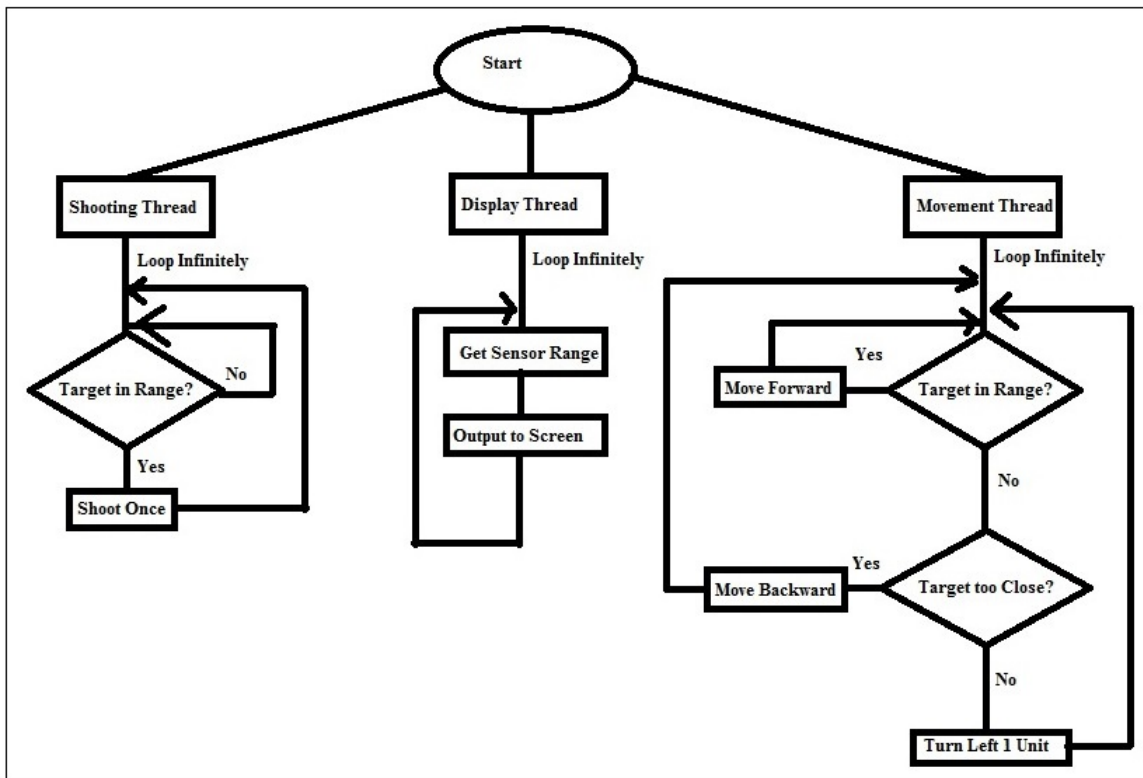 Start
Shooting Thread
Loop Infinitely
Target in Range?
No
Yes
Shoot Once
Display Thread
Loop Infinitely
Get Sensor Range
Output to Screen
Movement Thread
Loop Infinitely
Target in Range?
Yes
Move Forward
No
Target too Close?
Yes
Move Backward
No
Turn Left 1 Unit